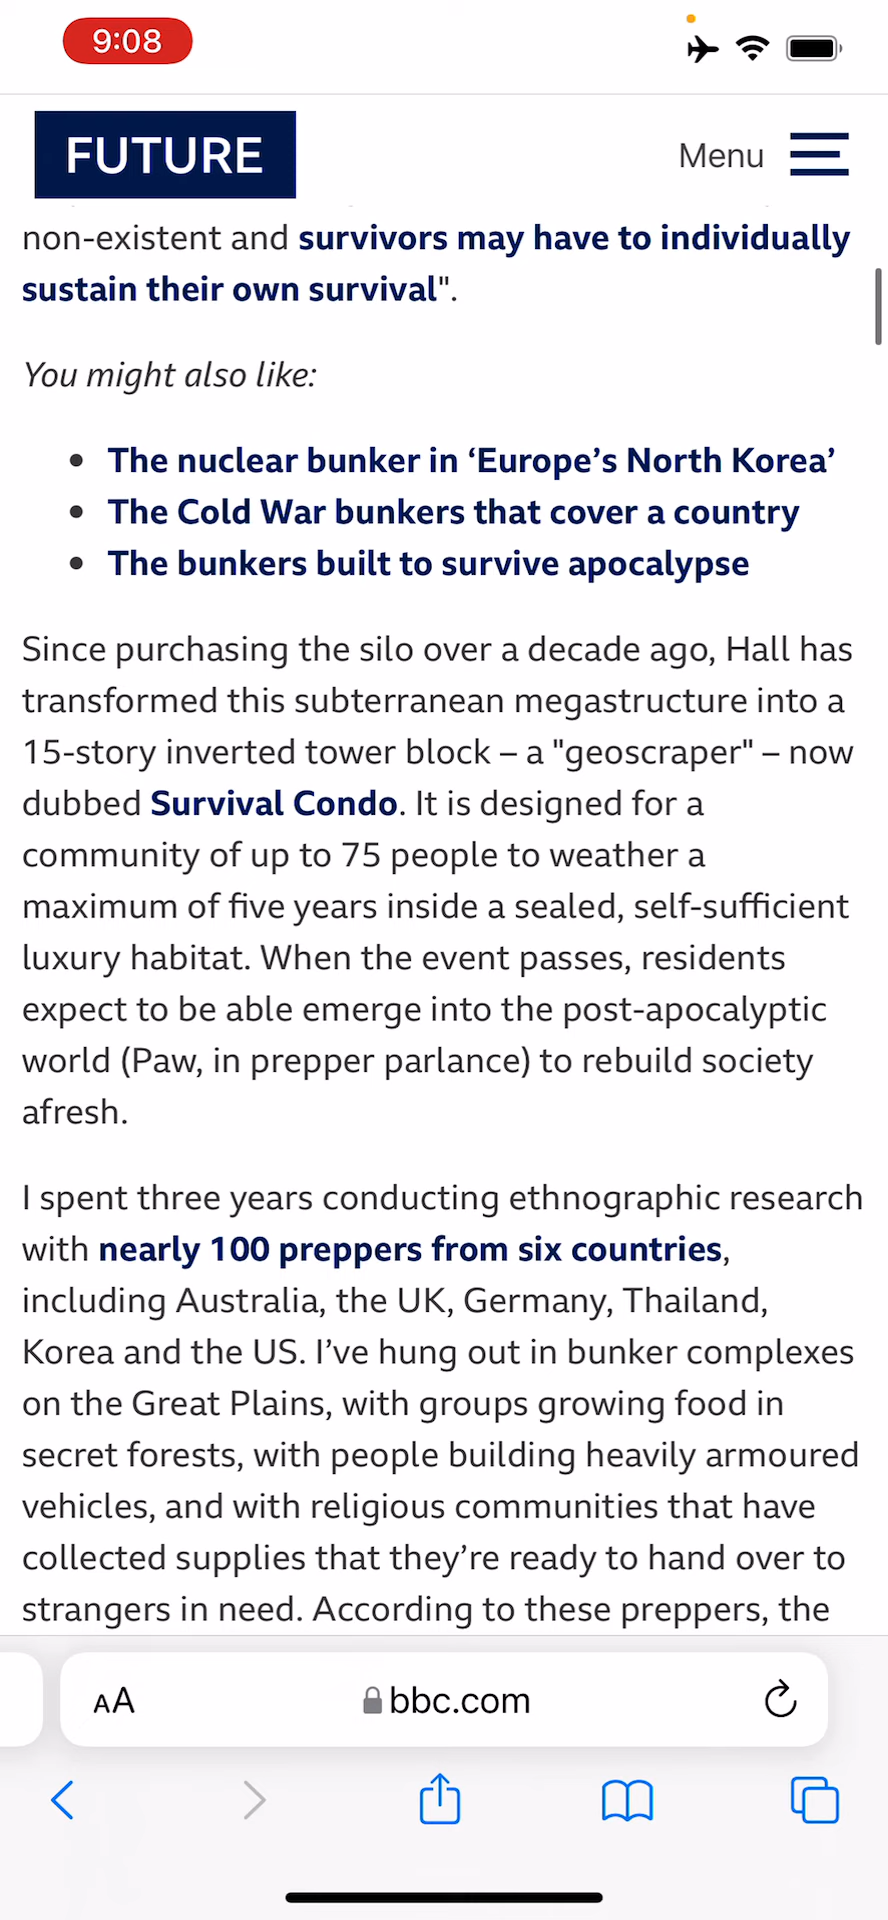 9:08
FUTURE
Menu
non-existent and survivors may have to individually
sustain their own survival".
You might also like:
• The nuclear bunker in ‘Europe’s North Korea’
• The Cold War bunkers that cover a country
• The bunkers built to survive apocalypse
Since purchasing the silo over a decade ago, Hall has
transformed this subterranean megastructure into a
15-story inverted tower block – a "geoscraper" – now
dubbed Survival Condo. It is designed for a
community of up to 75 people to weather a
maximum of five years inside a sealed, self-sufficient
luxury habitat. When the event passes, residents
expect to be able emerge into the post-apocalyptic
world (Paw, in prepper parlance) to rebuild society
afresh.
I spent three years conducting ethnographic research
with nearly 100 preppers from six countries,
including Australia, the UK, Germany, Thailand,
Korea and the US. I’ve hung out in bunker complexes
on the Great Plains, with groups growing food in
secret forests, with people building heavily armoured
vehicles, and with religious communities that have
collected supplies that they’re ready to hand over to
strangers in need. According to these preppers, the
AA
bbc.com